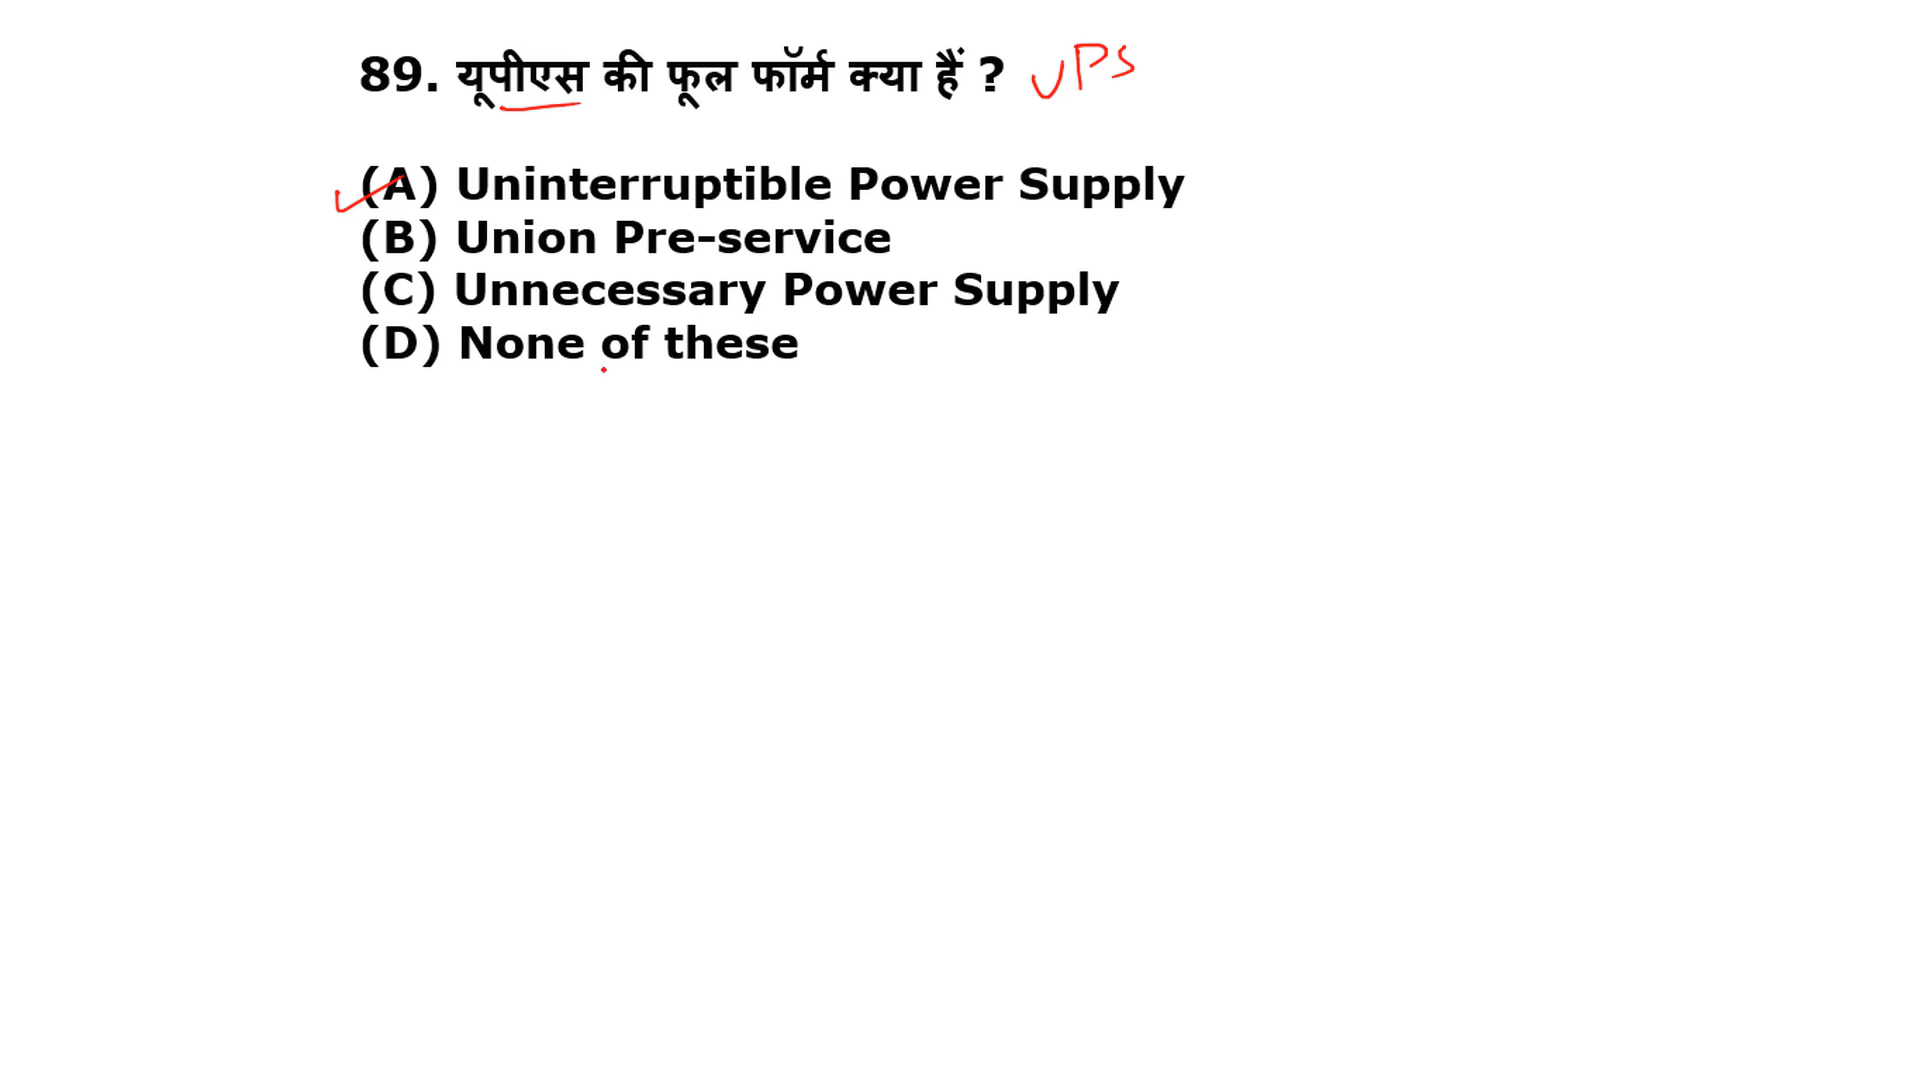 89. यूपीएस की फूल फॉर्म क्या हैं ? UPS
(A) Uninterruptible Power Supply
(B) Union Pre-service
(C) Unnecessary Power Supply
(D) None of these